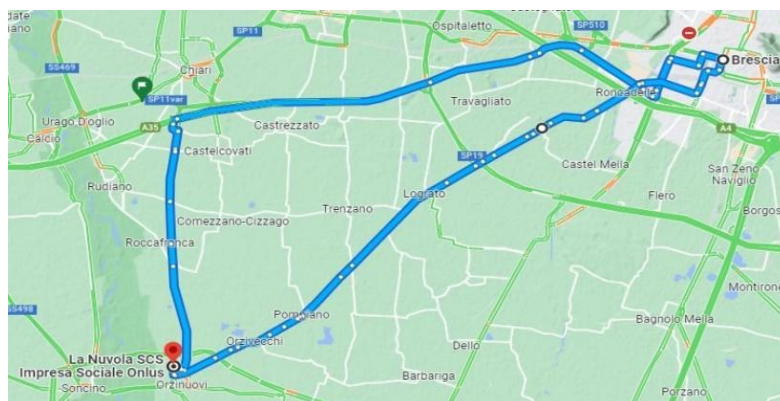 Ospitaletto
SP510
SP11
SS469
Chiari
Brescia
SP11var
Roncadelle
Travagliato
Urago D'oglio
Castrezzato
Calcio
A35
A4
Castelcovati
SP19
Castel Mella
San Zeno
Naviglio
Rudiano
Lograto
Flero
Trenzano
Borgos
Comezzano-Cizzago
Roccafranca
Montirone
SS498
Pompiano
Bagnolo Mella
Orzivecchi
Dello
La Nuvola SCS
Impresa Sociale Onlus
Barbariga
Soncino
Orzinuovi
Porzano